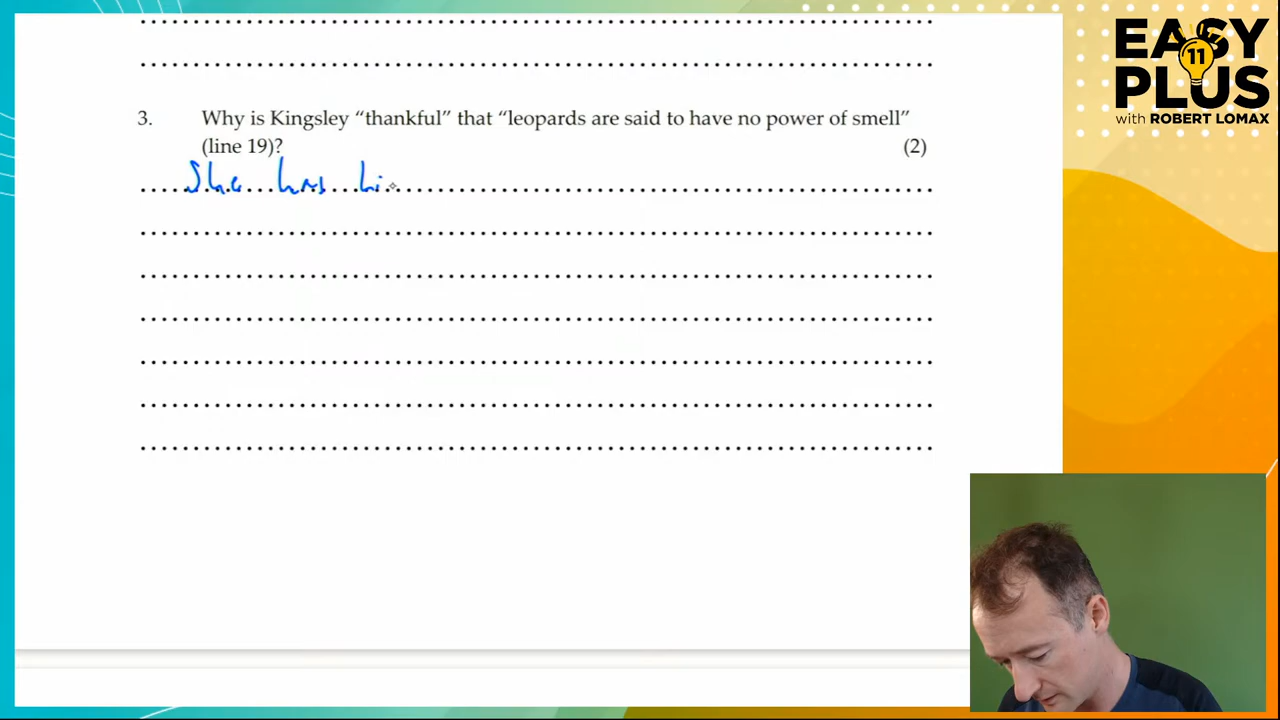 EASY
11
PLUS
with ROBERT LOMAX
3. Why is Kingsley “thankful” that “leopards are said to have no power of smell”
(line 19)? (2)
She has hi